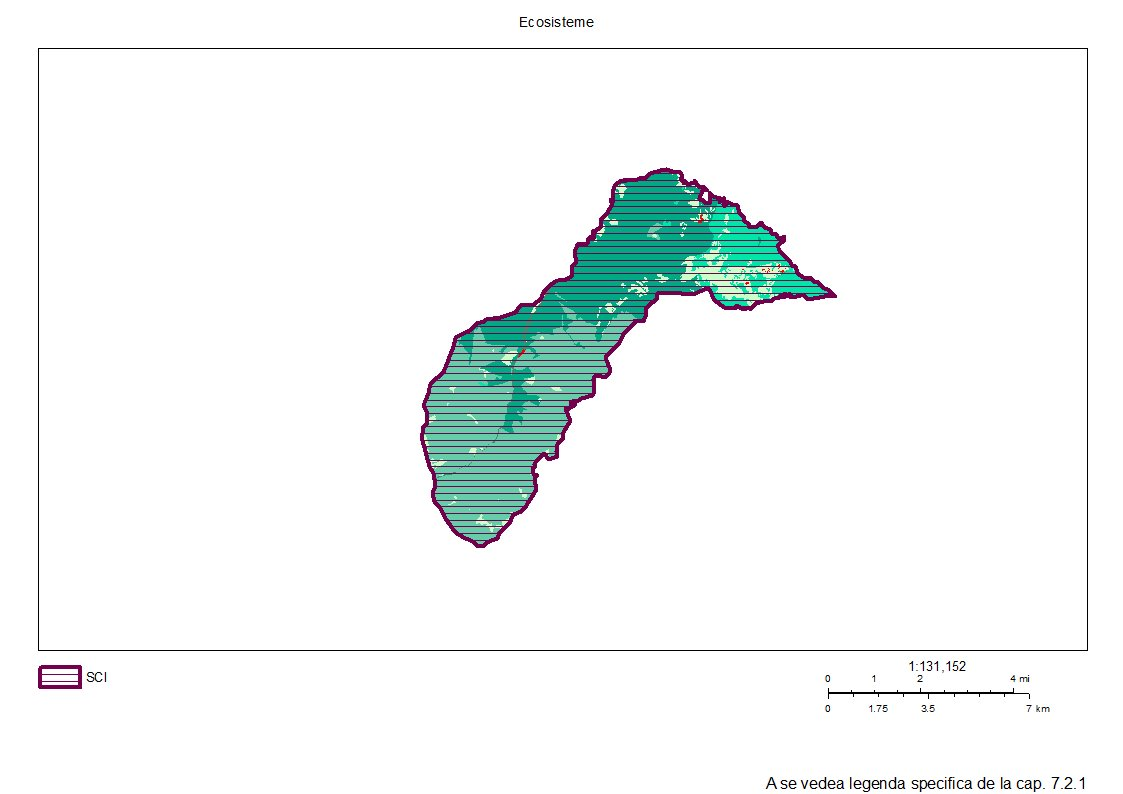 Ecosisteme
SCI
1:131,152
0 1 2 4 mi
0 1.75 3.5 7 km
A se vedea legenda specifica de la cap. 7.2.1